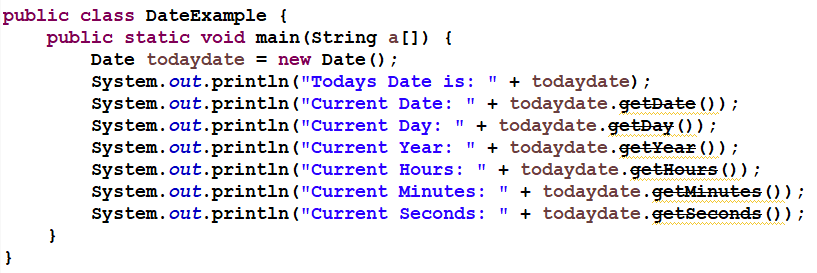 public class DateExample {
    public static void main(String a[]) {
        Date todaydate = new Date();
        System.out.println("Todays Date is: " + todaydate);
        System.out.println("Current Date: " + todaydate.getDate());
        System.out.println("Current Day: " + todaydate.getDay());
        System.out.println("Current Year: " + todaydate.getYear());
        System.out.println("Current Hours: " + todaydate.getHours());
        System.out.println("Current Minutes: " + todaydate.getMinutes());
        System.out.println("Current Seconds: " + todaydate.getSeconds());
    }
}